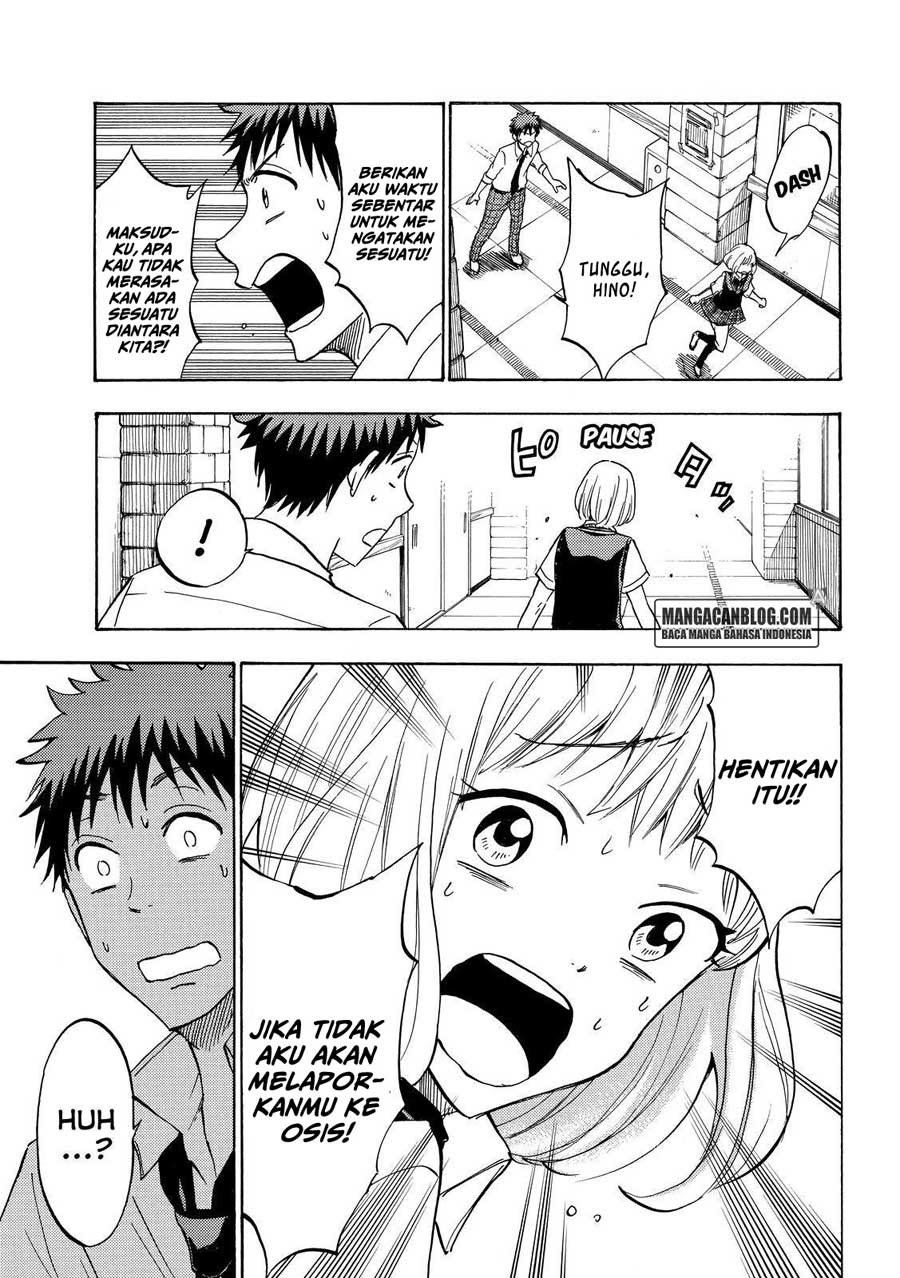 DASH
TUNGGU,
HINO!
BERIKAN
AKU WAKTU
SEBENTAR
UNTUK ME-
NGATAKAN
SESUATU!
MAKSUD-
KU, APA
KAU TIDAK
MERASA-
KAN ADA
SESUATU
DIANTARA
KITA?!
PAUSE
ピ
!
MANGACANBLOG.COM
BACA MANGA BAHASA INDONESIA
HENTIKAN
ITU!!
JIKA TIDAK
AKU AKAN
MELAPOR-
KANMU KE
OSIS!
HUH
...?